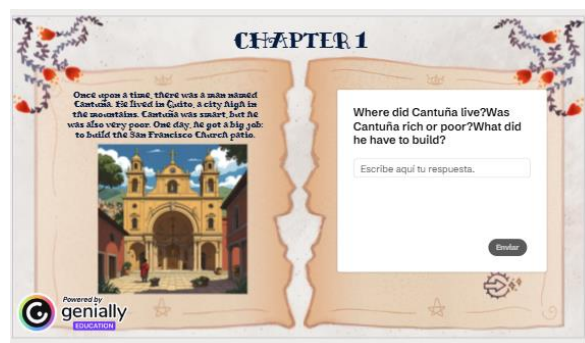 CHAPTER 1
Once upon a time, there was a man named
Cantuña. He lived in Quito, a city high in
the mountains. Cantuña was smart, but he
was also very poor. One day, he got a big job:
to build the San Francisco Church patio.
Where did Cantuña live?Was
Cantuña rich or poor?What did
he have to build?
Escribe aquí tu respuesta.
Enviar
Powered by
genially
EDUCATION